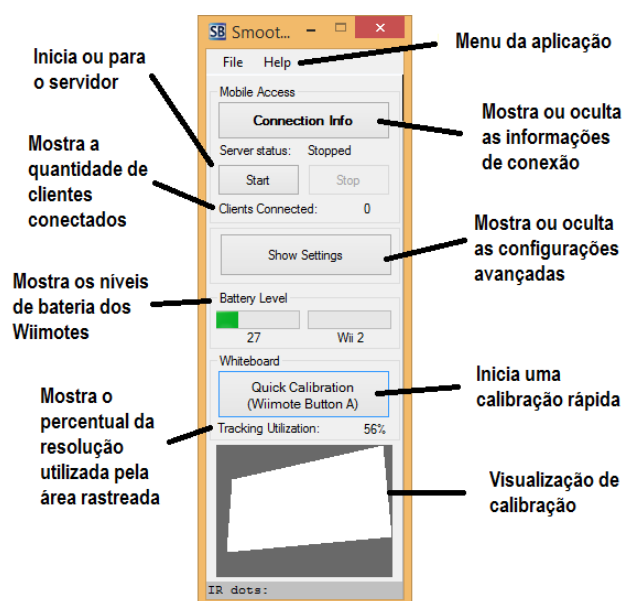 SB Smoot...
File Help
Menu da aplicação
Inicia ou para
o servidor
Mobile Access
Connection Info
Mostra ou oculta
as informações
de conexão
Server status: Stopped
Start Stop
Clients Connected: 0
Mostra a
quantidade de
clientes
conectados
Show Settings
Mostra ou oculta
as configurações
avançadas
Mostra os níveis
de bateria dos
Wiimotes
Battery Level
27 Wii 2
Whiteboard
Quick Calibration
(Wiimote Button A)
Inicia uma
calibração rápida
Tracking Utilization: 56%
Mostra o
percentual da
resolução
utilizada pela
área rastreada
Visualização de
calibração
IR dots: